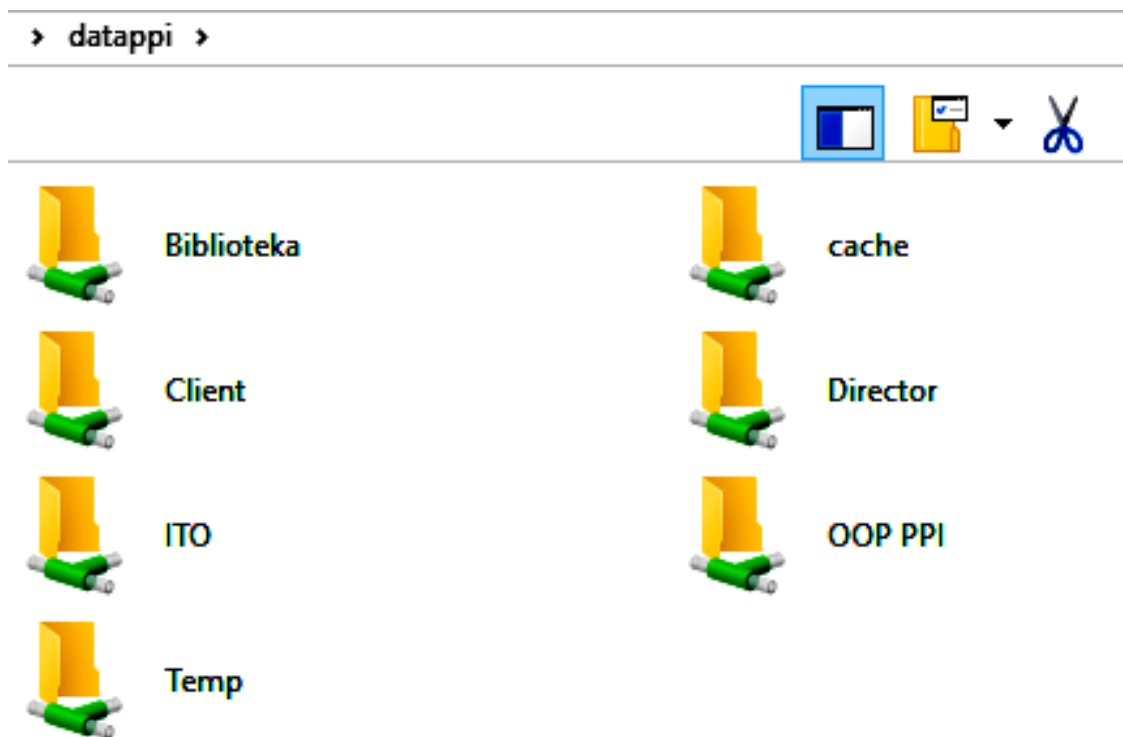 datappi
Biblioteka
cache
Client
Director
ITO
OOP PPI
Temp